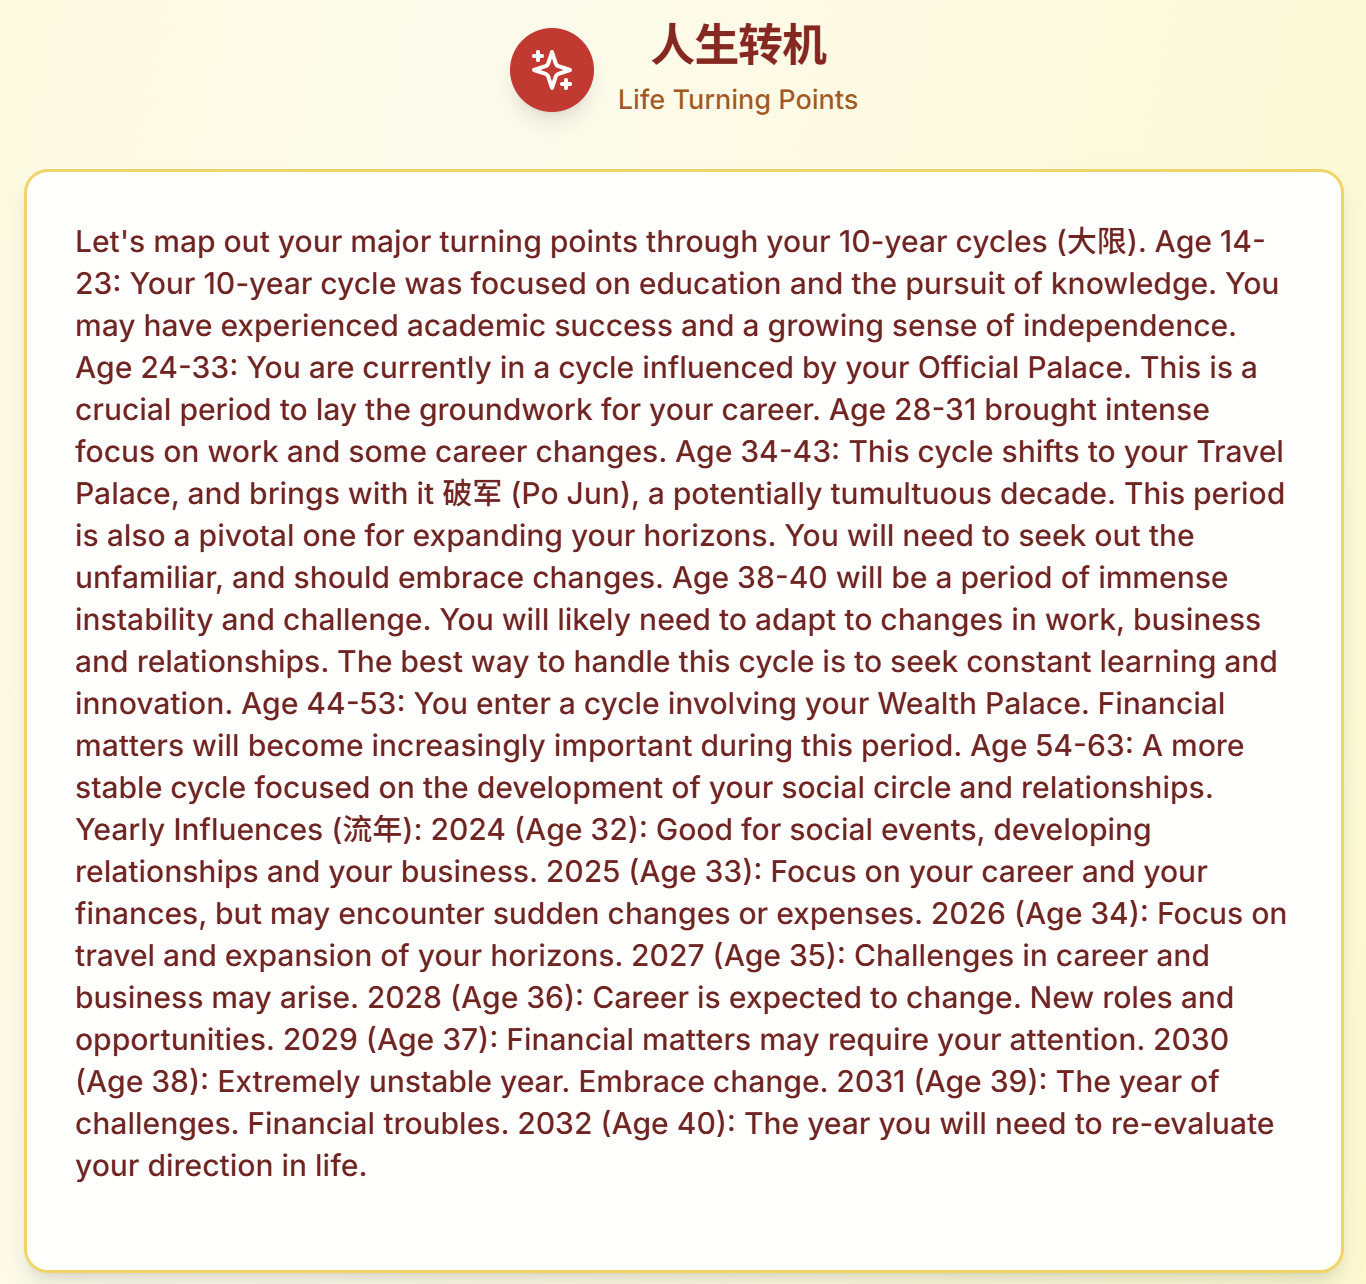 人生转机
Life Turning Points
Let's map out your major turning points through your 10-year cycles (大限). Age 14-
23: Your 10-year cycle was focused on education and the pursuit of knowledge. You
may have experienced academic success and a growing sense of independence.
Age 24-33: You are currently in a cycle influenced by your Official Palace. This is a
crucial period to lay the groundwork for your career. Age 28-31 brought intense
focus on work and some career changes. Age 34-43: This cycle shifts to your Travel
Palace, and brings with it 破军 (Po Jun), a potentially tumultuous decade. This period
is also a pivotal one for expanding your horizons. You will need to seek out the
unfamiliar, and should embrace changes. Age 38-40 will be a period of immense
instability and challenge. You will likely need to adapt to changes in work, business
and relationships. The best way to handle this cycle is to seek constant learning and
innovation. Age 44-53: You enter a cycle involving your Wealth Palace. Financial
matters will become increasingly important during this period. Age 54-63: A more
stable cycle focused on the development of your social circle and relationships.
Yearly Influences (流年): 2024 (Age 32): Good for social events, developing
relationships and your business. 2025 (Age 33): Focus on your career and your
finances, but may encounter sudden changes or expenses. 2026 (Age 34): Focus on
travel and expansion of your horizons. 2027 (Age 35): Challenges in career and
business may arise. 2028 (Age 36): Career is expected to change. New roles and
opportunities. 2029 (Age 37): Financial matters may require your attention. 2030
(Age 38): Extremely unstable year. Embrace change. 2031 (Age 39): The year of
challenges. Financial troubles. 2032 (Age 40): The year you will need to re-evaluate
your direction in life.